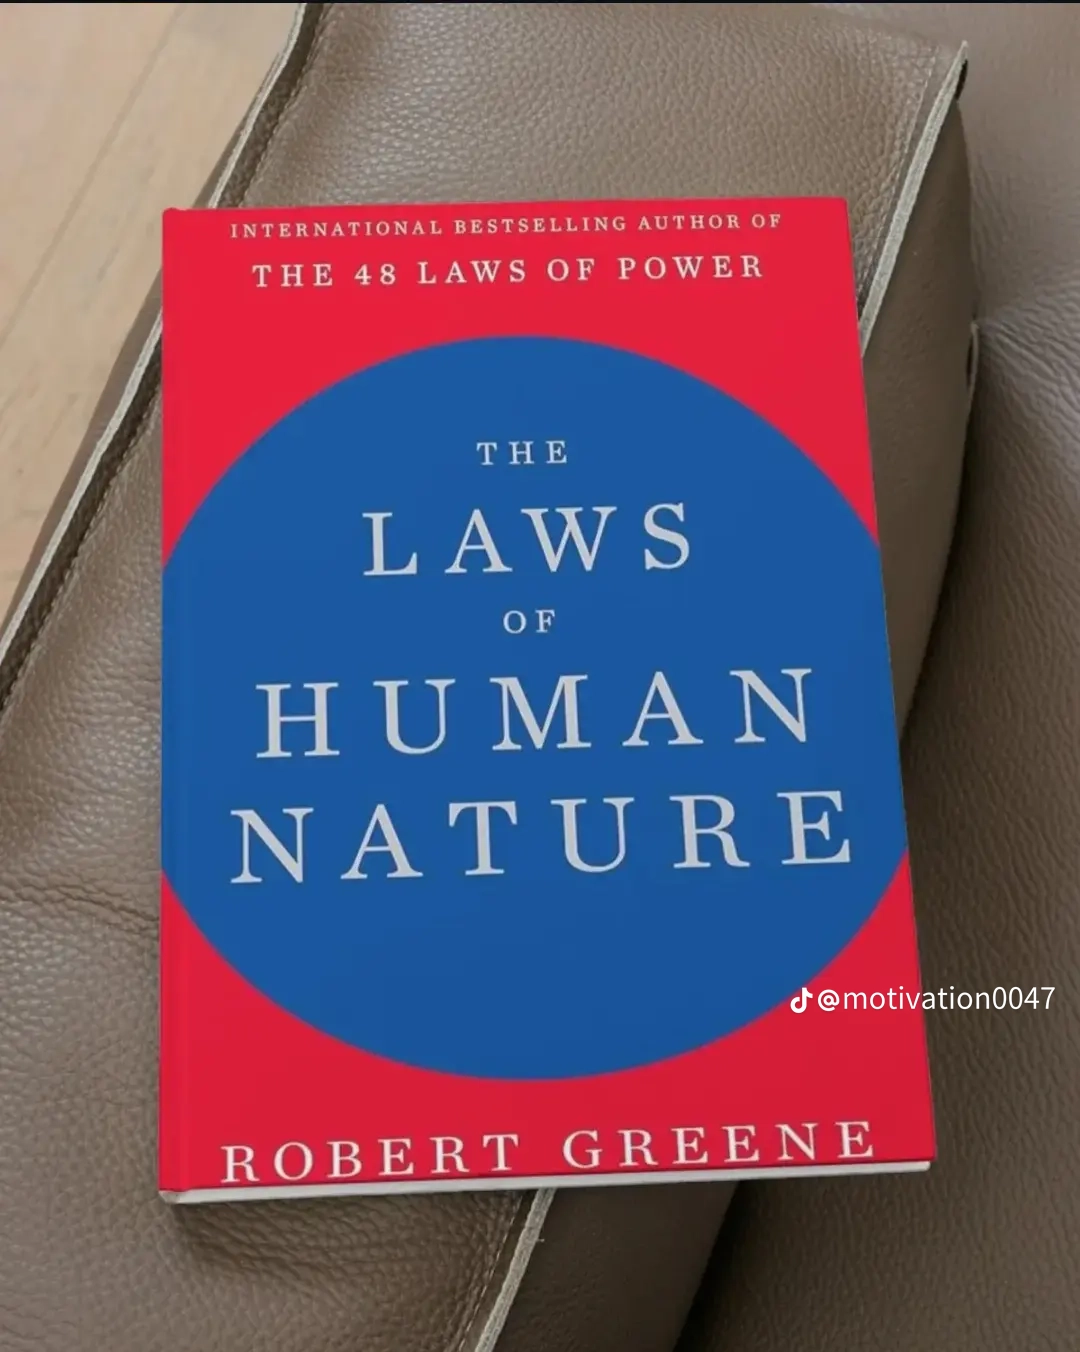 INTERNATIONAL BESTSELLING AUTHOR OF
THE 48 LAWS OF POWER
THE
LAWS
OF
HUMAN
NATURE
@motivation0047
ROBERT GREENE